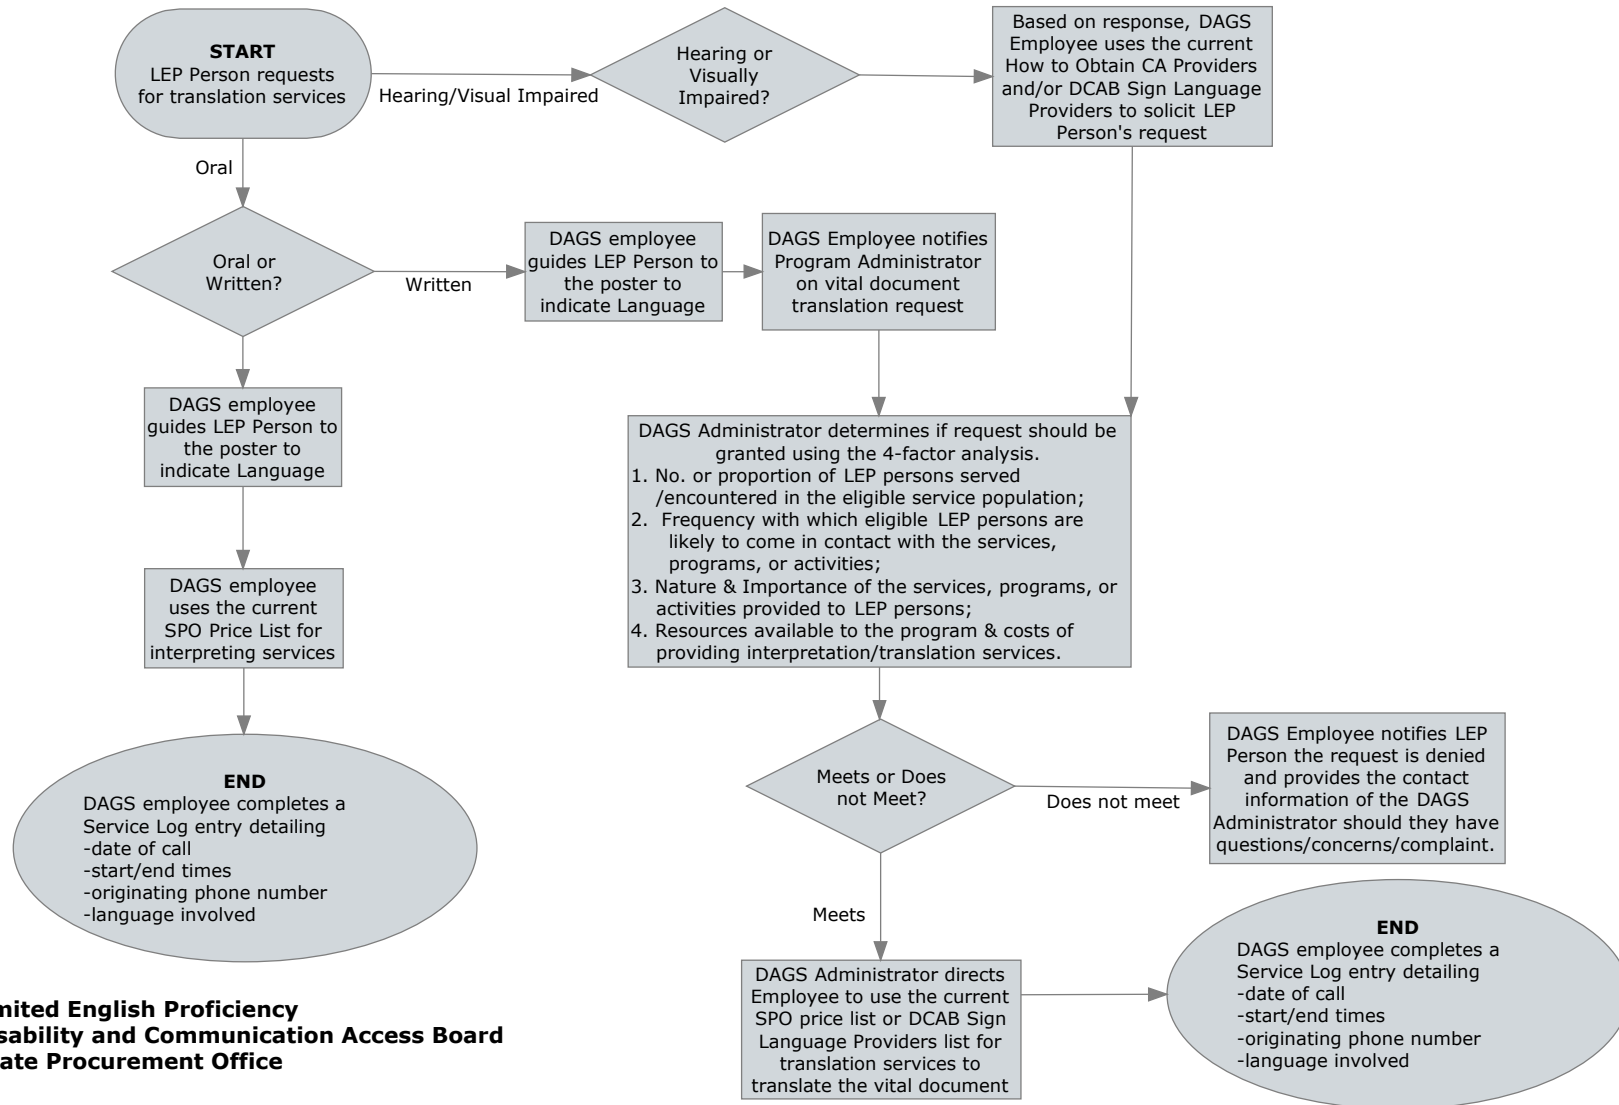 START
LEP Person requests
for translation services
Hearing/Visual Impaired
Hearing or
Visually
Impaired?
Based on response, DAGS
Employee uses the current
How to Obtain CA Providers
and/or DCAB Sign Language
Providers to solicit LEP
Person's request
Oral
Oral or
Written?
Written
DAGS employee
guides LEP Person to
the poster to
indicate Language
DAGS Employee notifies
Program Administrator
on vital document
translation request
DAGS employee
guides LEP Person to
the poster to
indicate Language
DAGS employee
uses the current
SPO Price List for
interpreting services
END
DAGS employee completes a
Service Log entry detailing
-date of call
-start/end times
-originating phone number
-language involved
DAGS Administrator determines if request should be
granted using the 4-factor analysis.
1. No. or proportion of LEP persons served
/encountered in the eligible service population;
2. Frequency with which eligible LEP persons are
likely to come in contact with the services,
programs, or activities;
3. Nature & Importance of the services, programs, or
activities provided to LEP persons;
4. Resources available to the program & costs of
providing interpretation/translation services.
Meets or Does
not Meet?
Does not meet
DAGS Employee notifies LEP
Person the request is denied
and provides the contact
information of the DAGS
Administrator should they have
questions/concerns/complaint.
Meets
DAGS Administrator directs
Employee to use the current
SPO price list or DCAB Sign
Language Providers list for
translation services to
translate the vital document
END
DAGS employee completes a
Service Log entry detailing
-date of call
-start/end times
-originating phone number
-language involved
mited English Proficiency
sability and Communication Access Board
ate Procurement Office